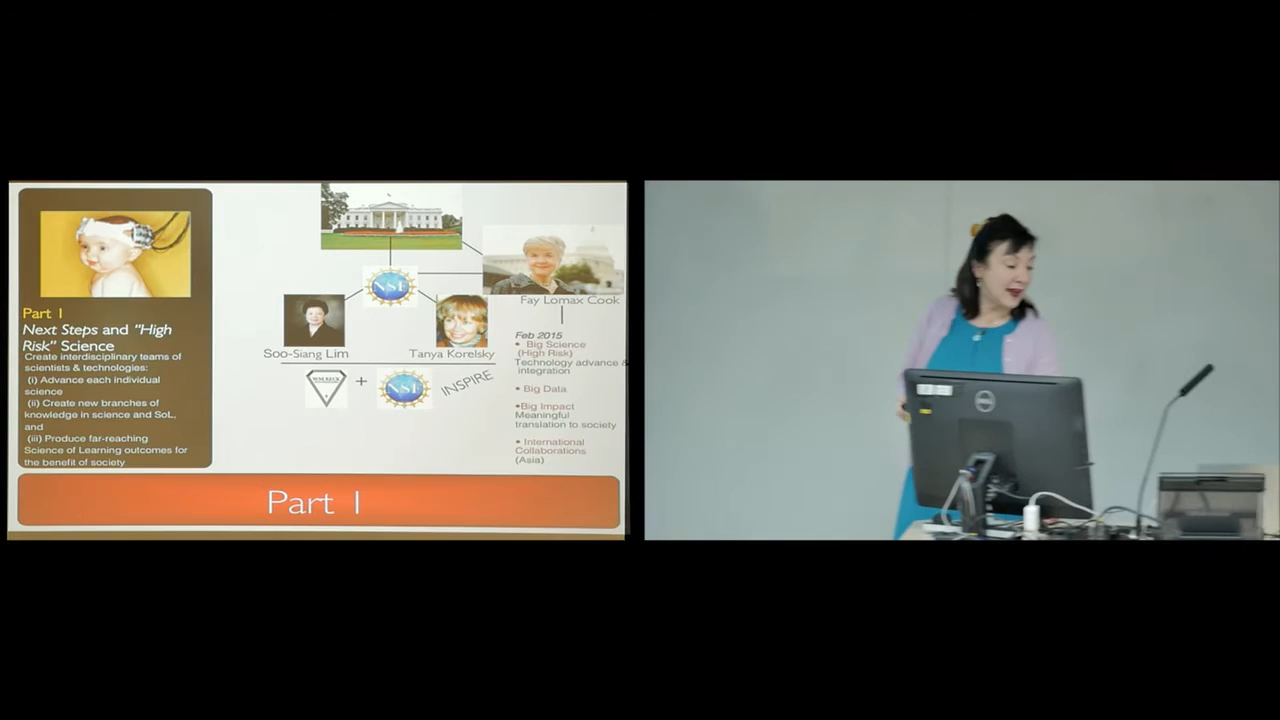 Part 1
Next Steps and "High
Risk" Science
Create interdisciplinary teams of
scientists & technologies:
(i) Advance each individual
science
(ii) Create new branches of
knowledge in science and SoL,
and
(iii) Produce far-reaching
Science of Learning outcomes for
the benefit of society
NSF
Soo-Siang Lim
Tanya Korelsky
Fay Lomax Cook
W.M. KECK
+
NSF
INSPIRE
Feb 2015
• Big Science
(High Risk)
Technology advance &
integration
• Big Data
•Big Impact
Meaningful
translation to society
• International
Collaborations
(Asia)
Part 1
DELL